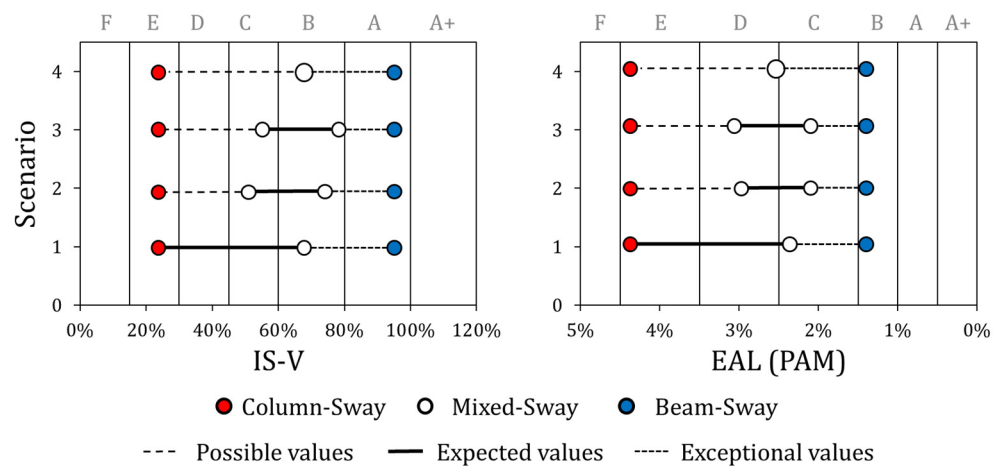 F E D C B A A+
F E D C B A A+
Scenario
4
3
2
1
0
4
3
2
1
0
0% 20% 40% 60% 80% 100% 120%
5% 4% 3% 2% 1% 0%
IS-V
EAL (PAM)
Column-Sway Mixed-Sway Beam-Sway
Possible values Expected values Exceptional values